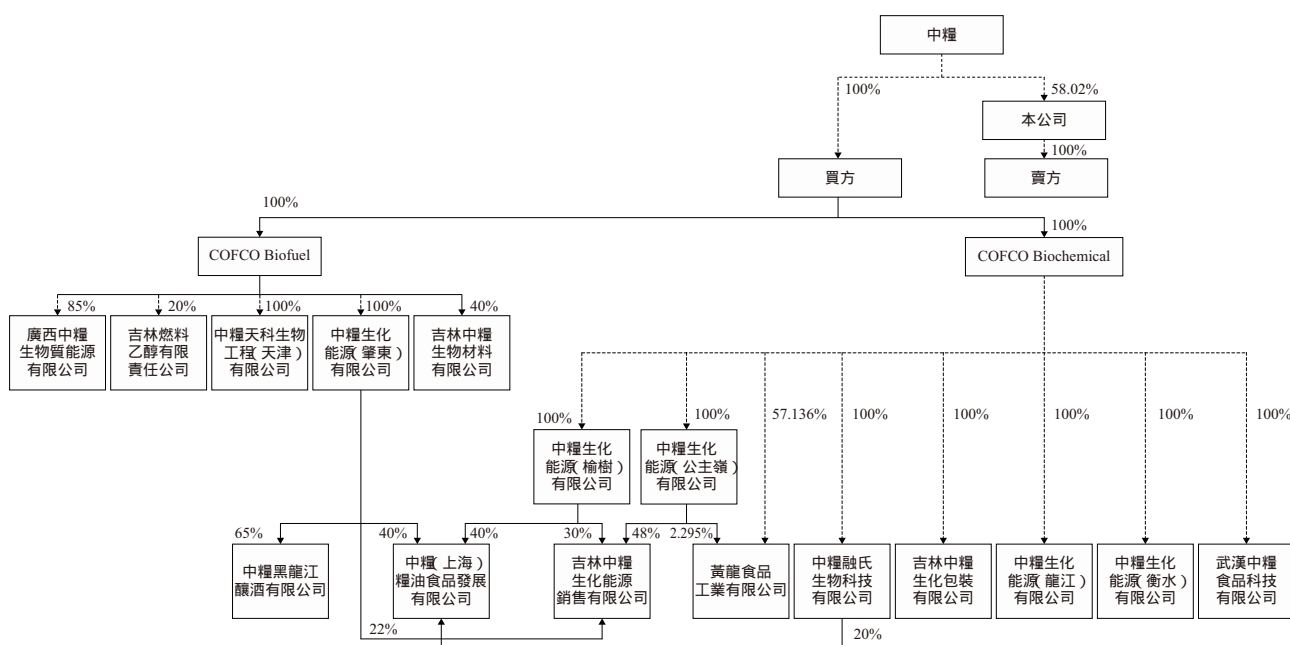 中糧
100%
58.02%
本公司
100%
買方
賣方
100%
100%
COFCO Biofuel
COFCO Biochemical
85%
20%
100%
100%
40%
廣西中糧
生物質能源
有限公司
吉林燃料
乙醇有限
責任公司
中糧天科生物
工程(天津)
有限公司
中糧生化
能源(肇東)
有限公司
吉林中糧
生物材料
有限公司
100%
100%
57.136%
100%
100%
100%
100%
100%
中糧生化
能源(榆樹)
有限公司
中糧生化
能源(公主嶺)
有限公司
65%
40%
40%
30%
48%
2.295%
中糧黑龍江
釀酒有限公司
中糧(上海)
糧油食品發展
有限公司
吉林中糧
生化能源
銷售有限公司
黃龍食品
工業有限公司
中糧融氏
生物科技
有限公司
吉林中糧
生化包裝
有限公司
中糧生化
能源(龍江)
有限公司
中糧生化
能源(衡水)
有限公司
武漢中糧
食品科技
有限公司
22%
20%